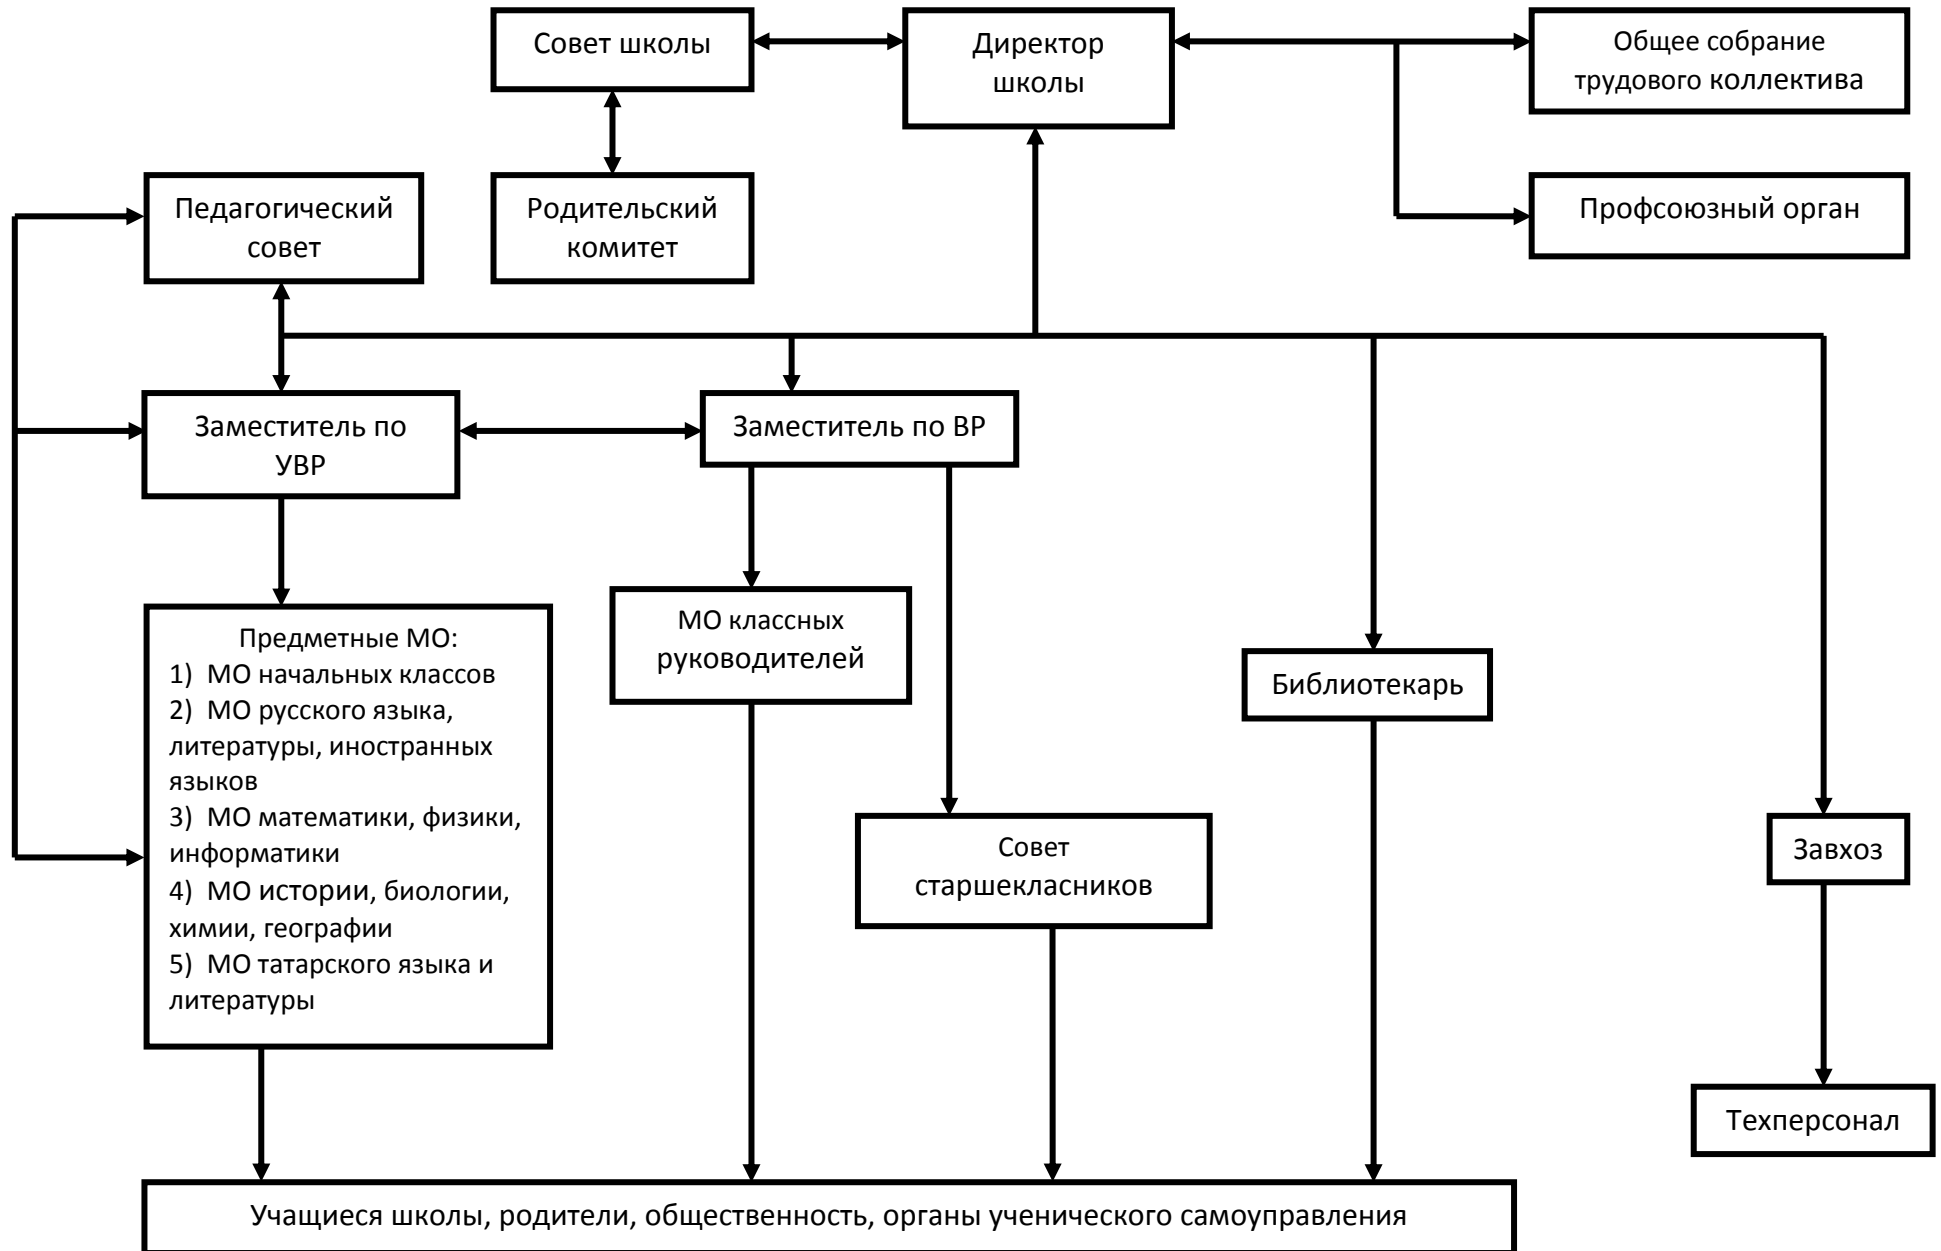 Совет школы
Директор
школы
Общее собрание
трудового коллектива
Педагогический
совет
Родительский
комитет
Профсоюзный орган
Заместитель по
УВР
Заместитель по ВР
Предметные МО:
1) МО начальных классов
2) МО русского языка,
литературы, иностранных
языков
3) МО математики, физики,
информатики
4) МО истории, биологии,
химии, географии
5) МО татарского языка и
литературы
МО классных
руководителей
Библиотекарь
Совет
старшекласников
Завхоз
Техперсонал
Учащиеся школы, родители, общественность, органы ученического самоуправления